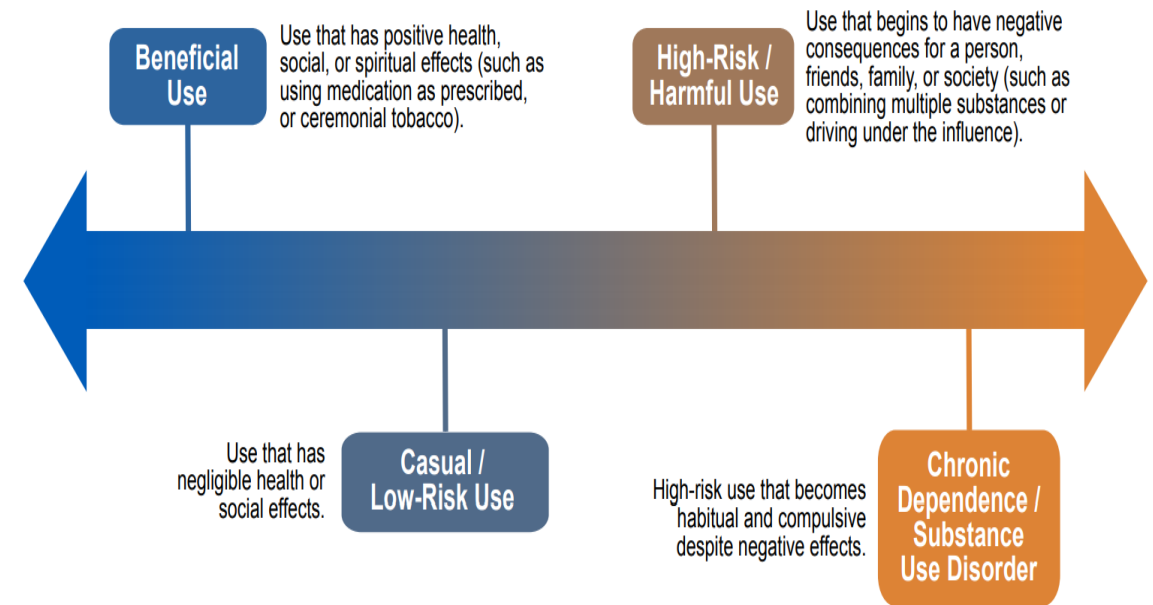 Beneficial
Use
Use that has positive health,
social, or spiritual effects (such as
using medication as prescribed,
or ceremonial tobacco).
High-Risk /
Harmful Use
Use that begins to have negative
consequences for a person,
friends, family, or society (such as
combining multiple substances or
driving under the influence).
Use that has
negligible health or
social effects.
Casual /
Low-Risk Use
High-risk use that becomes
habitual and compulsive
despite negative effects.
Chronic
Dependence /
Substance
Use Disorder